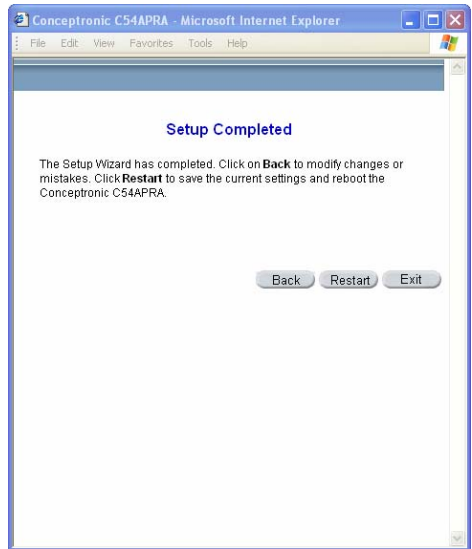 Conceptronic C54APRA - Microsoft Internet Explorer
File Edit View Favorites Tools Help
Setup Completed
The Setup Wizard has completed. Click on Back to modify changes or
mistakes. Click Restart to save the current settings and reboot the
Conceptronic C54APRA.
Back Restart Exit